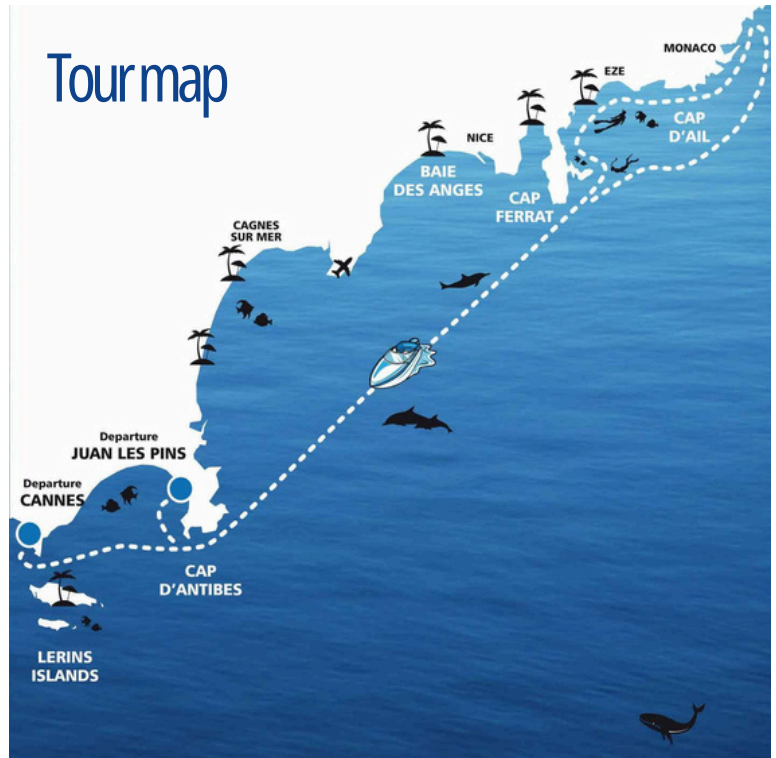 Tour map
MONACO
EZE
CAP
D'AIL
NICE
BAIE
DES ANGES
CAP
FERRAT
CAGNES
SUR MER
Departure
JUAN LES PINS
Departure
CANNES
CAP
D'ANTIBES
LERINS
ISLANDS